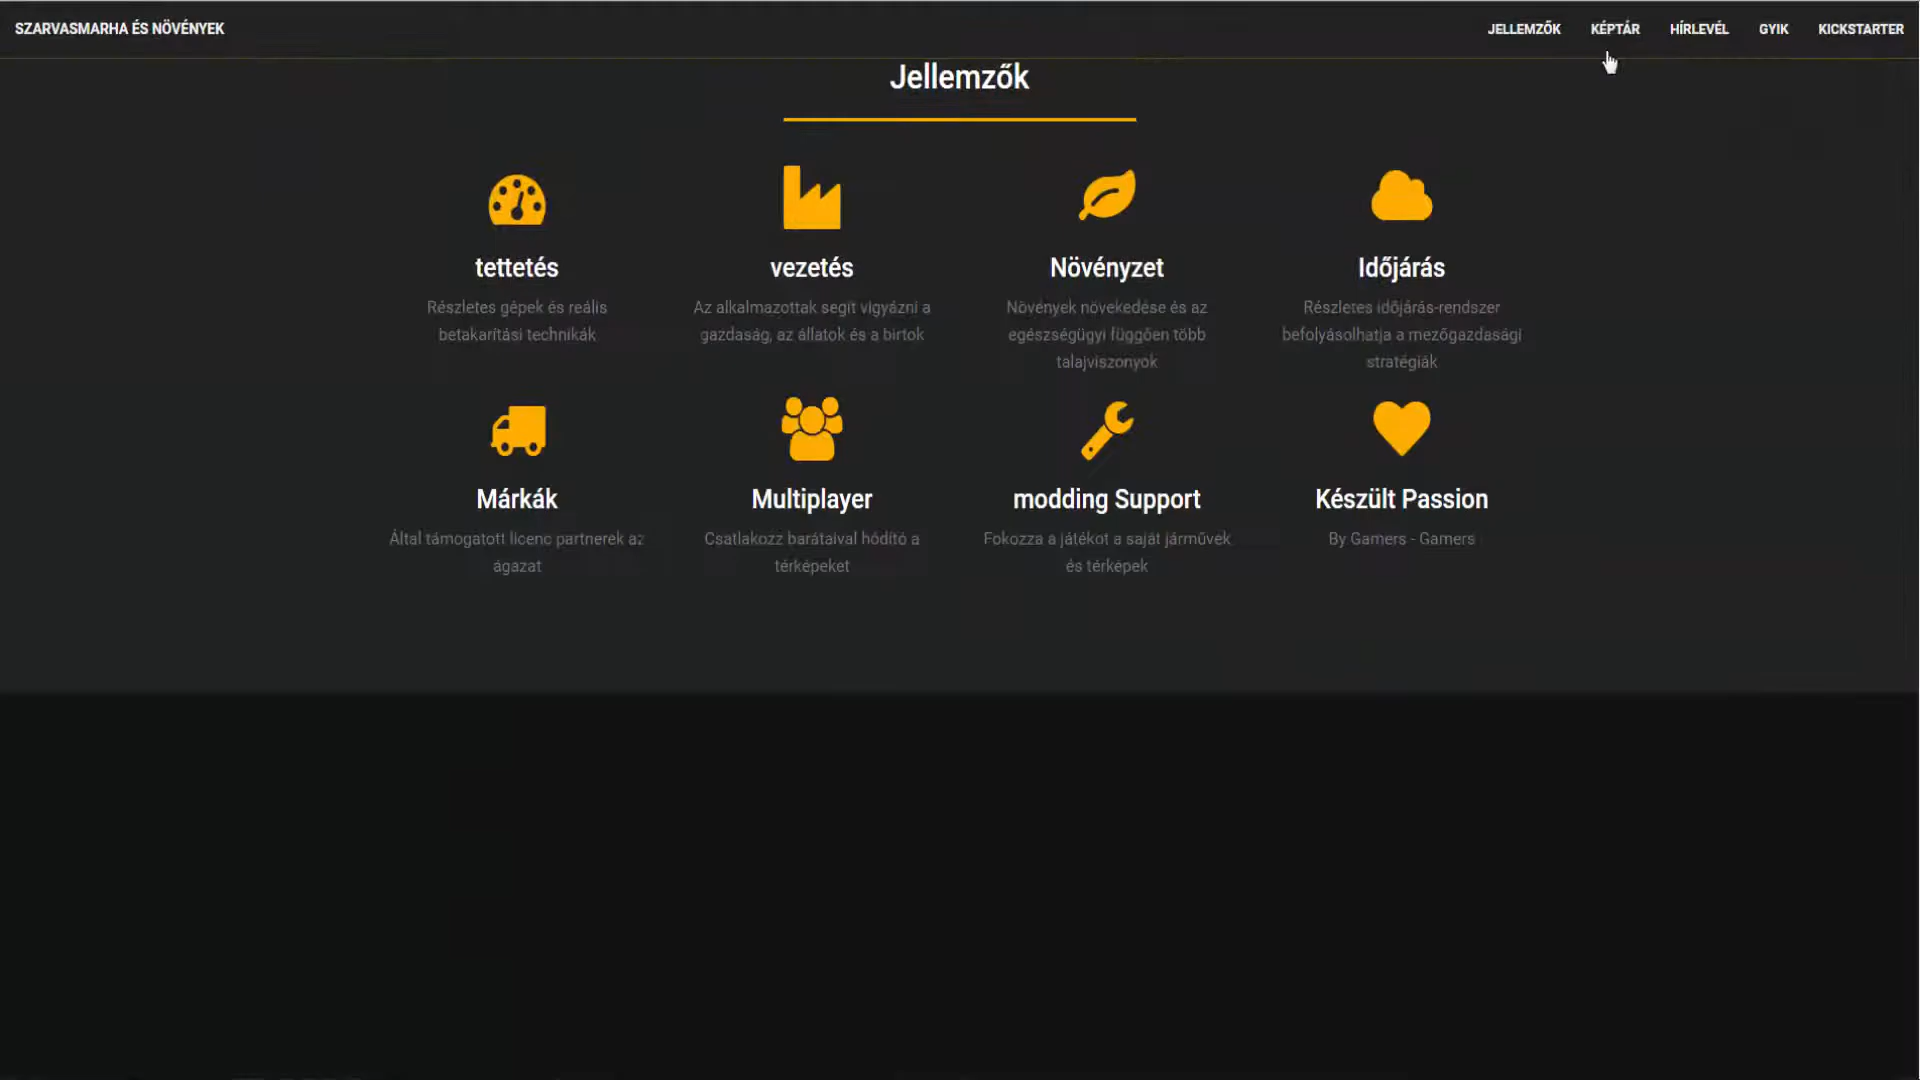 SZARVASMARHA ÉS NÖVÉNYEK
JELLEMZŐK
KÉPTÁR
HÍRLEVÉL
GYIK
KICKSTARTER
Jellemzők
tettetés
Részletes gépek és reális
betakarítási technikák
vezetés
Az alkalmazottak segít vigyázni a
gazdaság, az állatok és a birtok
Növényzet
Növények növekedése és az
egészségügyi függően több
talajviszonyok
Időjárás
Részletes időjárás-rendszer
befolyásolhatja a mezőgazdasági
stratégiák
Márkák
Által támogatott licenc partnerek az
ágazat
Multiplayer
Csatlakozz barátaival hódító a
térképeket
modding Support
Fokozza a játékot a saját járművek
és térképek
Készült Passion
By Gamers - Gamers